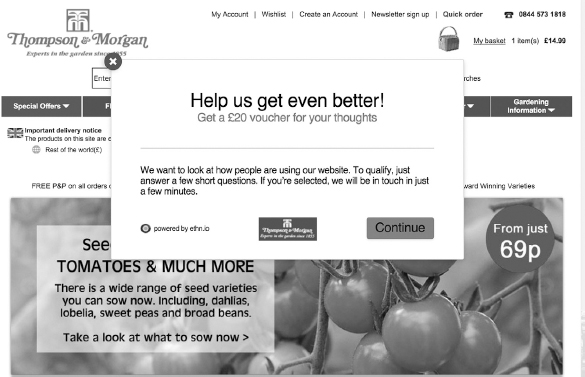 My Account | Wishlist | Create an Account | Newsletter sign up | Quick order 0844 573 1818
Thompson & Morgan
Experts in the garden since 1855
My basket 1 item(s) £14.99
Enter
rches
Special Offers
Fl
Gardening
Information
Important delivery notice
The products on this site are
Rest of the world(£)
Help us get even better!
Get a £20 voucher for your thoughts
We want to look at how people are using our website. To qualify, just
answer a few short questions. If you're selected, we will be in touch in just
a few minutes.
powered by ethn.io
Thompson & Morgan
Experts in the garden since 1855
Continue
FREE P&P on all orders
ward Winning Varieties
See
TOMATOES & MUCH MORE
There is a wide range of seed varieties
you can sow now. Including, dahlias,
lobelia, sweet peas and broad beans.
Take a look at what to sow now >
From just
69p